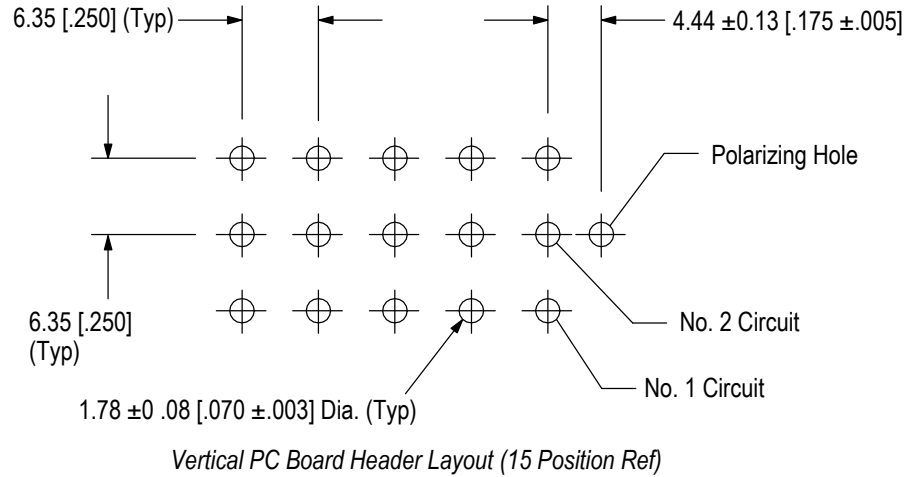 6.35 [.250] (Typ)
4.44 ±0.13 [.175 ±.005]
Polarizing Hole
6.35 [.250]
(Typ)
No. 2 Circuit
No. 1 Circuit
1.78 ±0 .08 [.070 ±.003] Dia. (Typ)
Vertical PC Board Header Layout (15 Position Ref)